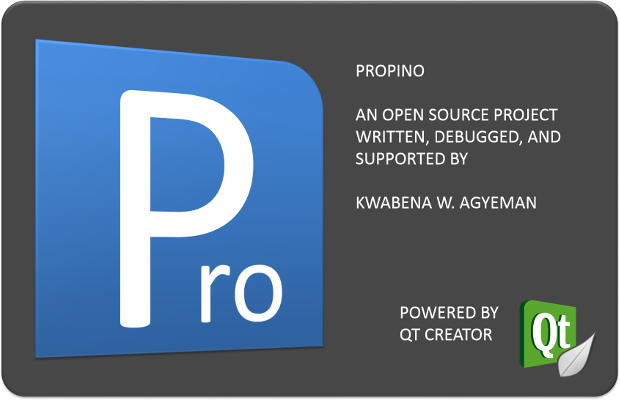 Pro
PROPINO
AN OPEN SOURCE PROJECT
WRITTEN, DEBUGGED, AND
SUPPORTED BY
KWABENA W. AGYEMAN
POWERED BY
QT CREATOR
Qt